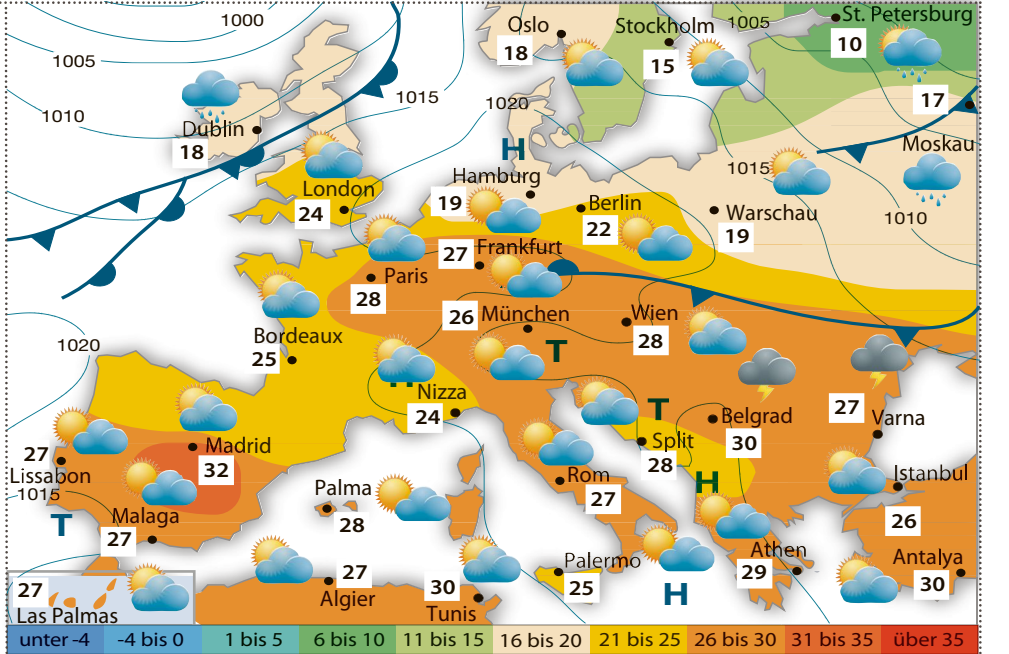 1000
Oslo
Stockholm
1005
St. Petersburg
18
15
10
1005
1010
1015
1020
17
Dublin
18
H
Moskau
1015
Hamburg
London
24
19
Berlin
22
Warschau
19
1010
27
Frankfurt
Paris
28
26
München
Wien
28
1020
Bordeaux
25
T
H
Nizza
24
T
Belgrad
30
27
Varna
Madrid
32
27
Lissabon
1015
Split
28
Rom
27
H
Istanbul
26
Palma
28
T
Malaga
27
Palermo
25
Athen
29
Antalya
30
H
27
Algier
30
Tunis
27
Las Palmas
unter -4
-4 bis 0
1 bis 5
6 bis 10
11 bis 15
16 bis 20
21 bis 25
26 bis 30
31 bis 35
über 35